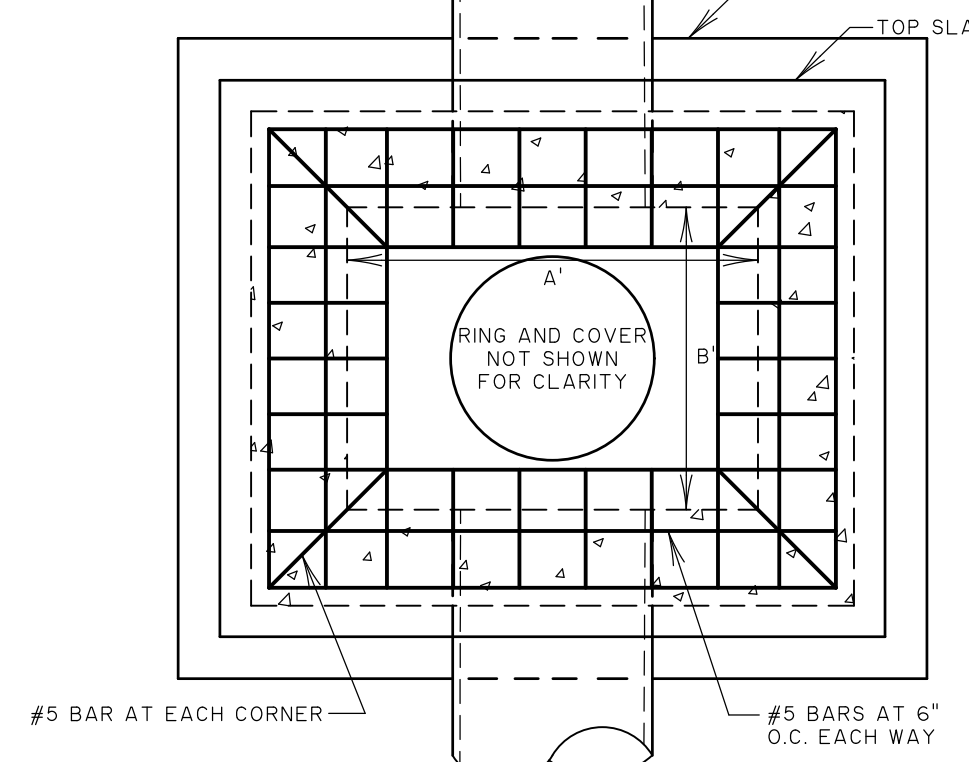 TOP SLA
A'
RING AND COVER
NOT SHOWN
FOR CLARITY
B'
#5 BAR AT EACH CORNER
#5 BARS AT 6"
O.C. EACH WAY